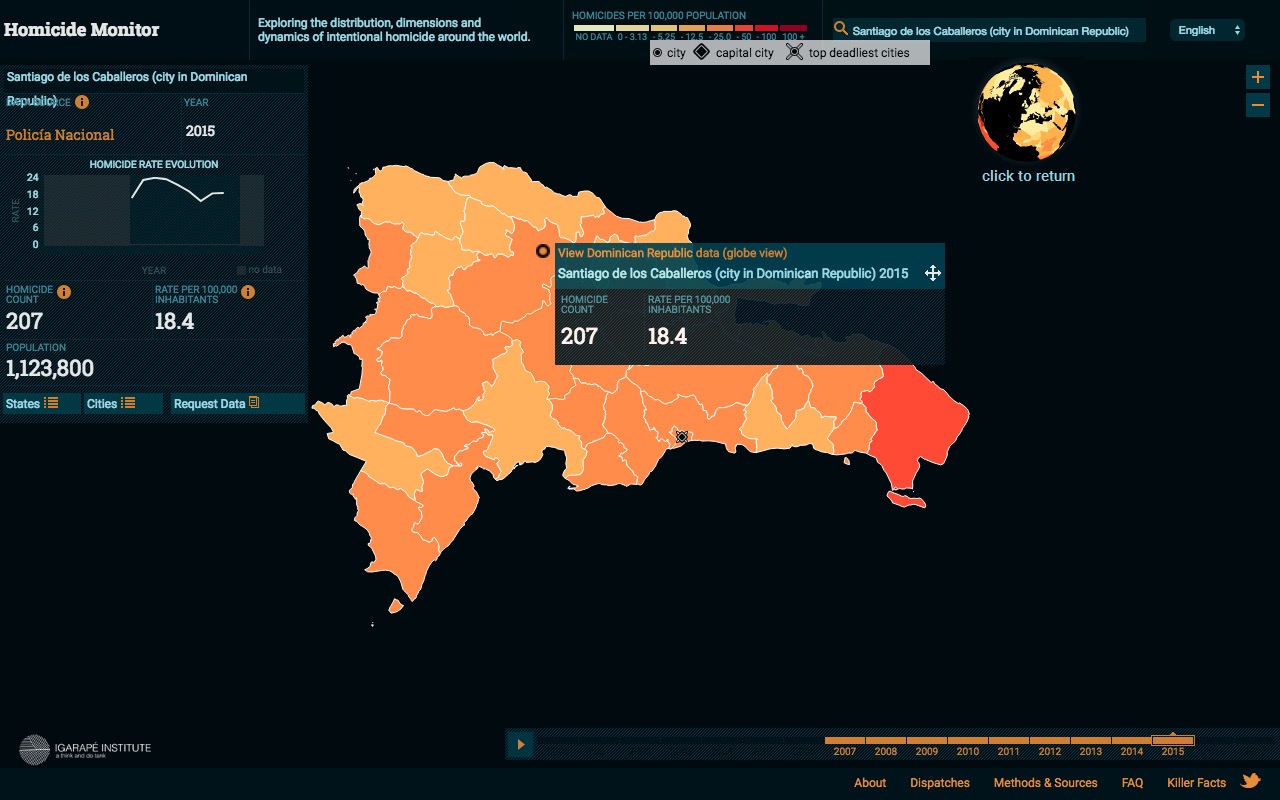 Homicide Monitor
Exploring the distribution, dimensions and
dynamics of intentional homicide around the world.
HOMICIDES PER 100,000 POPULATION
NO DATA 0 - 3.13 - 5.25 - 12.5 - 25.0 - 50 - 100 100 +
Santiago de los Caballeros (city in Dominican Republic)
English
city capital city top deadliest cities
Santiago de los Caballeros (city in Dominican
Republic)
YEAR
Policía Nacional
2015
HOMICIDE RATE EVOLUTION
24
18
12
6
0
RATE
YEAR
no data
HOMICIDE
COUNT
207
RATE PER 100,000
INHABITANTS
18.4
POPULATION
1,123,800
States
Cities
Request Data
click to return
+
−
View Dominican Republic data (globe view)
Santiago de los Caballeros (city in Dominican Republic) 2015
HOMICIDE
COUNT
207
RATE PER 100,000
INHABITANTS
18.4
IGARAPÉ INSTITUTE
a think and do tank
2007 2008 2009 2010 2011 2012 2013 2014 2015
About Dispatches Methods & Sources FAQ Killer Facts